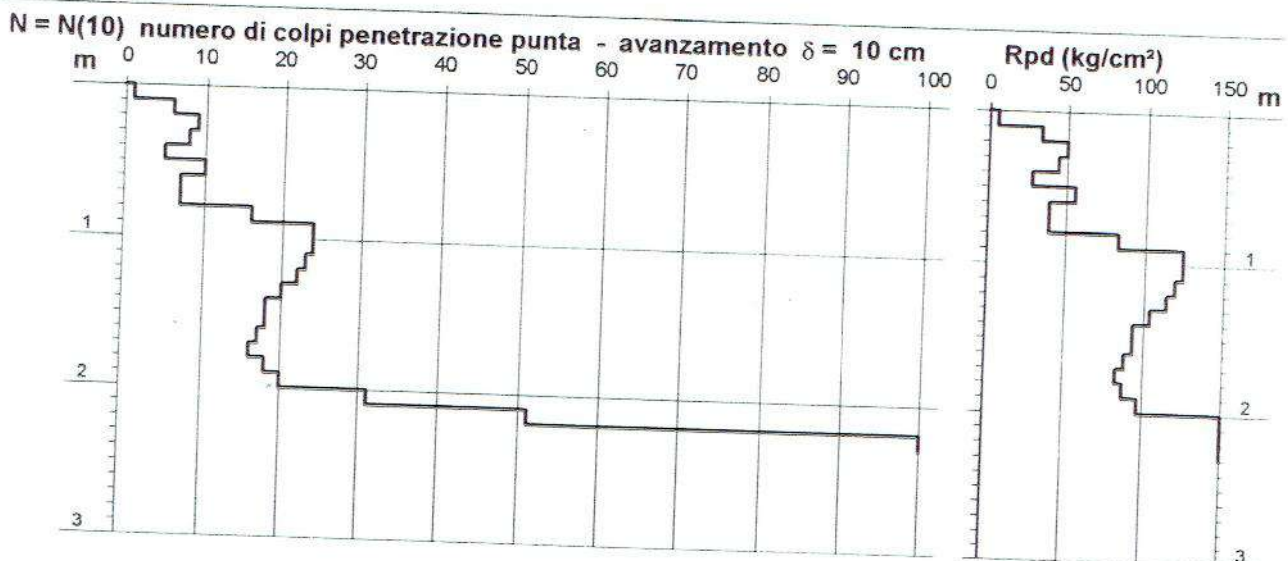 N = N(10) numero di colpi penetrazione punta - avanzamento δ = 10 cm
m 0 10 20 30 40 50 60 70 80 90 100
1
2
3
Rpd (kg/cm²)
0 50 100 150 m
1
2
3